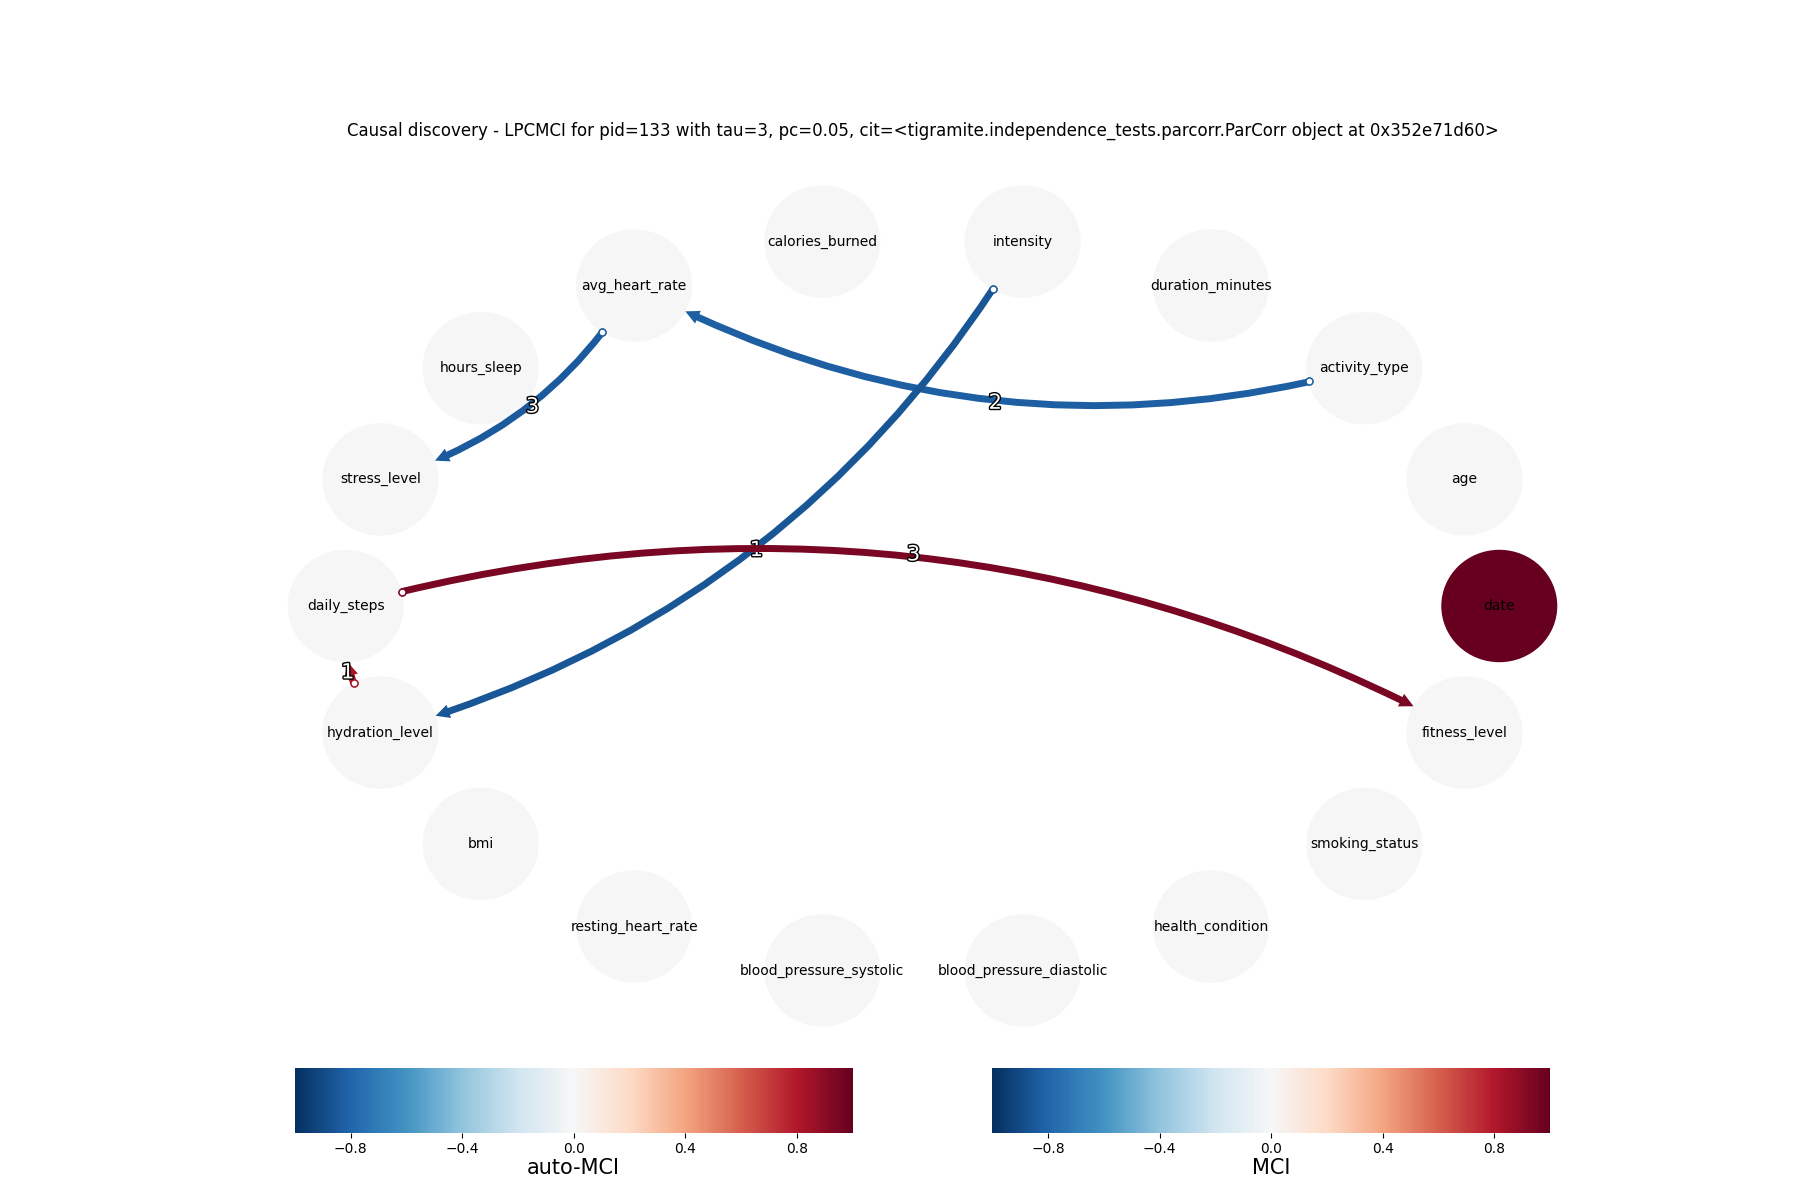 Causal discovery - LPCMCI for pid=133 with tau=3, pc=0.05, cit=<tigramite.independence_tests.parcorr.ParCorr object at 0x352e71d60>
calories_burned
intensity
avg_heart_rate
duration_minutes
hours_sleep
activity_type
3
2
stress_level
age
1
3
daily_steps
date
1
hydration_level
fitness_level
bmi
smoking_status
resting_heart_rate
health_condition
blood_pressure_systolic
blood_pressure_diastolic
−0.8 −0.4 0.0 0.4 0.8
auto-MCI
−0.8 −0.4 0.0 0.4 0.8
MCI